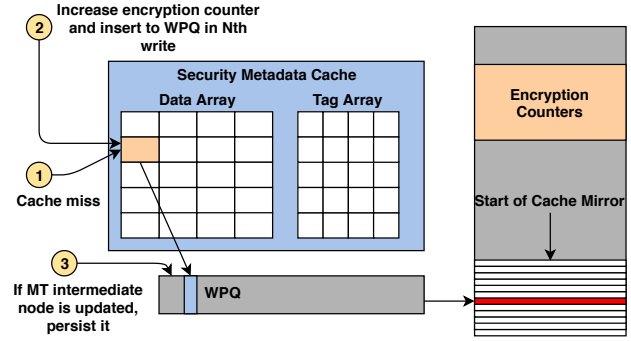 2
Increase encryption counter
and insert to WPQ in Nth
write
Security Metadata Cache
Data Array
Tag Array
1
Cache miss
3
If MT intermediate
node is updated,
persist it
WPQ
Encryption
Counters
Start of Cache Mirror